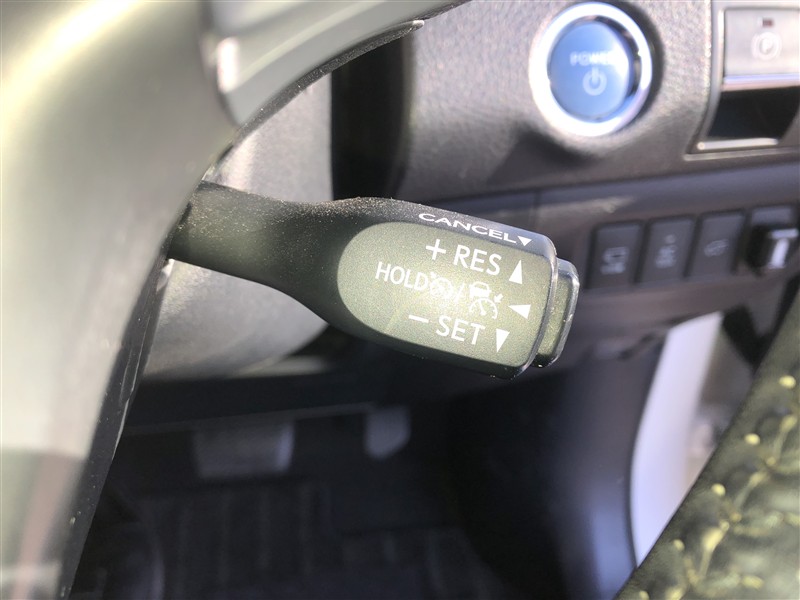 POWER
CANCEL▼
+ RES ▲
HOLD / ◀
− SET ▼